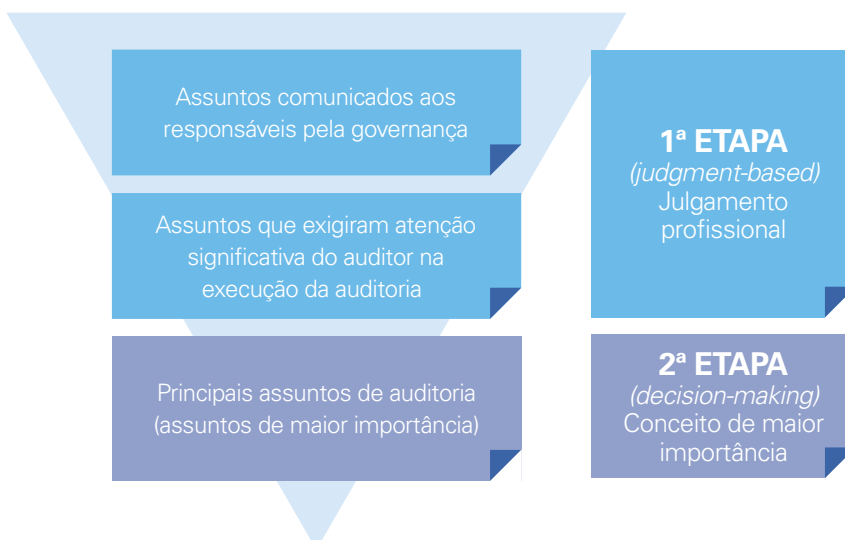 Assuntos comunicados aos
responsáveis pela governança
Assuntos que exigiram atenção
significativa do auditor na
execução da auditoria
Principais assuntos de auditoria
(assuntos de maior importância)
1ª ETAPA
(judgment-based)
Julgamento
profissional
2ª ETAPA
(decision-making)
Conceito de maior
importância